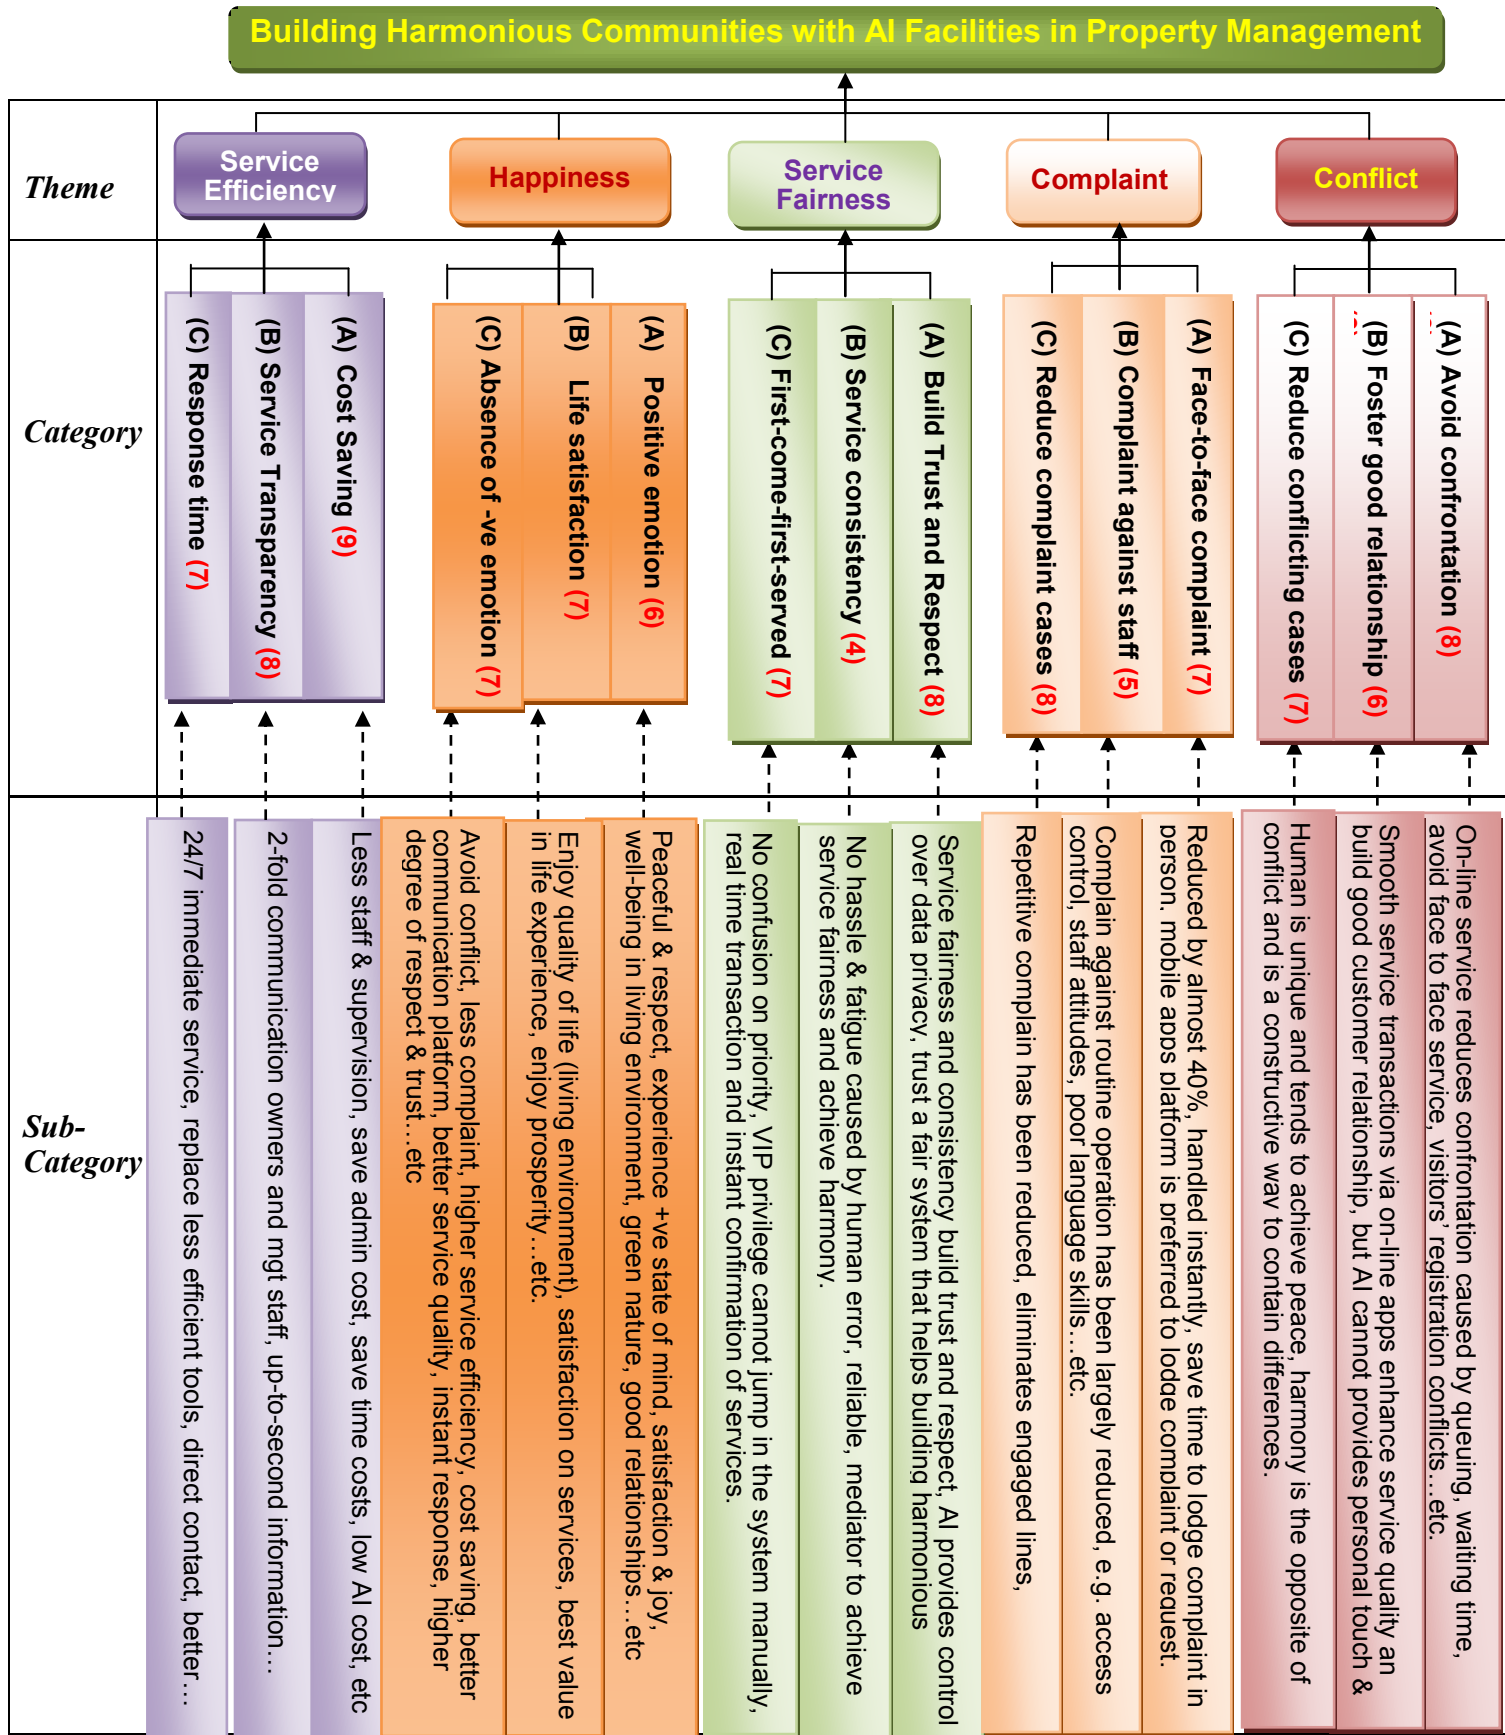 Building Harmonious Communities with AI Facilities in Property Management
Theme
Service
Efficiency
Happiness
Service
Fairness
Complaint
Conflict
Category
(C) Response time (7)
(B) Service Transparency (8)
(A) Cost Saving (9)
(C) Absence of -ve emotion (7)
(B) Life satisfaction (7)
(A) Positive emotion (6)
(C) First-come-first-served (7)
(B) Service consistency (4)
(A) Build Trust and Respect (8)
(C) Reduce complaint cases (8)
(B) Complaint against staff (5)
(A) Face-to-face complaint (7)
(C) Reduce conflicting cases (7)
(B) Foster good relationship (6)
(A) Avoid confrontation (8)
Sub-
Category
24/7 immediate service, replace less efficient tools, direct contact, better…
2-fold communication owners and mgt staff, up-to-second information…
Less staff & supervision, save admin cost, save time costs, low AI cost, etc
Avoid conflict, less complaint, higher service efficiency, cost saving, better
communication platform, better service quality, instant response, higher
degree of respect & trust…etc
Enjoy quality of life (living environment), satisfaction on services, best value
in life experience, enjoy prosperity…etc.
Peaceful & respect, experience +ve state of mind, satisfaction & joy,
well-being in living environment, green nature, good relationships…etc
No confusion on priority, VIP privilege cannot jump in the system manually,
real time transaction and instant confirmation of services.
No hassle & fatigue caused by human error, reliable, mediator to achieve
service fairness and achieve harmony.
Service fairness and consistency build trust and respect, AI provides control
over data privacy, trust a fair system that helps building harmonious
Repetitive complain has been reduced, eliminates engaged lines,
Complain against routine operation has been largely reduced, e.g. access
control, staff attitudes, poor language skills…etc.
Reduced by almost 40%, handled instantly, save time to lodge complaint in
person, mobile apps platform is preferred to lodge complaint or request.
Human is unique and tends to achieve peace, harmony is the opposite of
conflict and is a constructive way to contain differences.
Smooth service transactions via on-line apps enhance service quality an
build good customer relationship, but AI cannot provides personal touch &
On-line service reduces confrontation caused by queuing, waiting time,
avoid face to face service, visitors’ registration conflicts…etc.